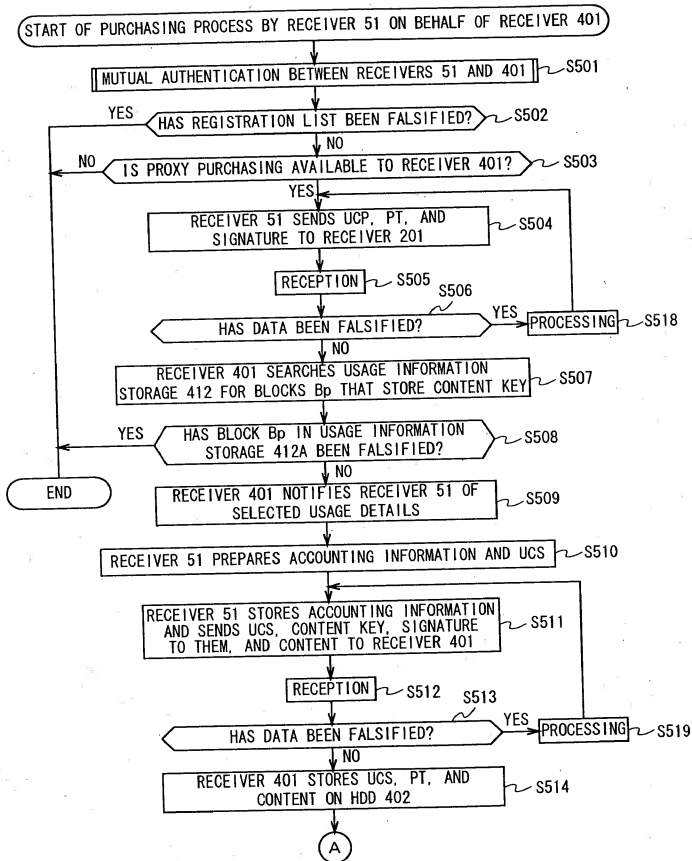 START OF PURCHASING PROCESS BY RECEIVER 51 ON BEHALF OF RECEIVER 401
MUTUAL AUTHENTICATION BETWEEN RECEIVERS 51 AND 401
S501
YES
HAS REGISTRATION LIST BEEN FALSIFIED?
S502
NO
NO
IS PROXY PURCHASING AVAILABLE TO RECEIVER 401?
S503
YES
RECEIVER 51 SENDS UCP, PT, AND
SIGNATURE TO RECEIVER 201
S504
RECEPTION
S505
S506
HAS DATA BEEN FALSIFIED?
YES
PROCESSING
S518
NO
RECEIVER 401 SEARCHES USAGE INFORMATION
STORAGE 412 FOR BLOCKS Bp THAT STORE CONTENT KEY
S507
YES
HAS BLOCK Bp IN USAGE INFORMATION
STORAGE 412A BEEN FALSIFIED?
S508
END
NO
RECEIVER 401 NOTIFIES RECEIVER 51 OF
SELECTED USAGE DETAILS
S509
RECEIVER 51 PREPARES ACCOUNTING INFORMATION AND UCS
S510
RECEIVER 51 STORES ACCOUNTING INFORMATION
AND SENDS UCS, CONTENT KEY, SIGNATURE
TO THEM, AND CONTENT TO RECEIVER 401
S511
RECEPTION
S512
S513
HAS DATA BEEN FALSIFIED?
YES
PROCESSING
S519
NO
RECEIVER 401 STORES UCS, PT, AND
CONTENT ON HDD 402
S514
A